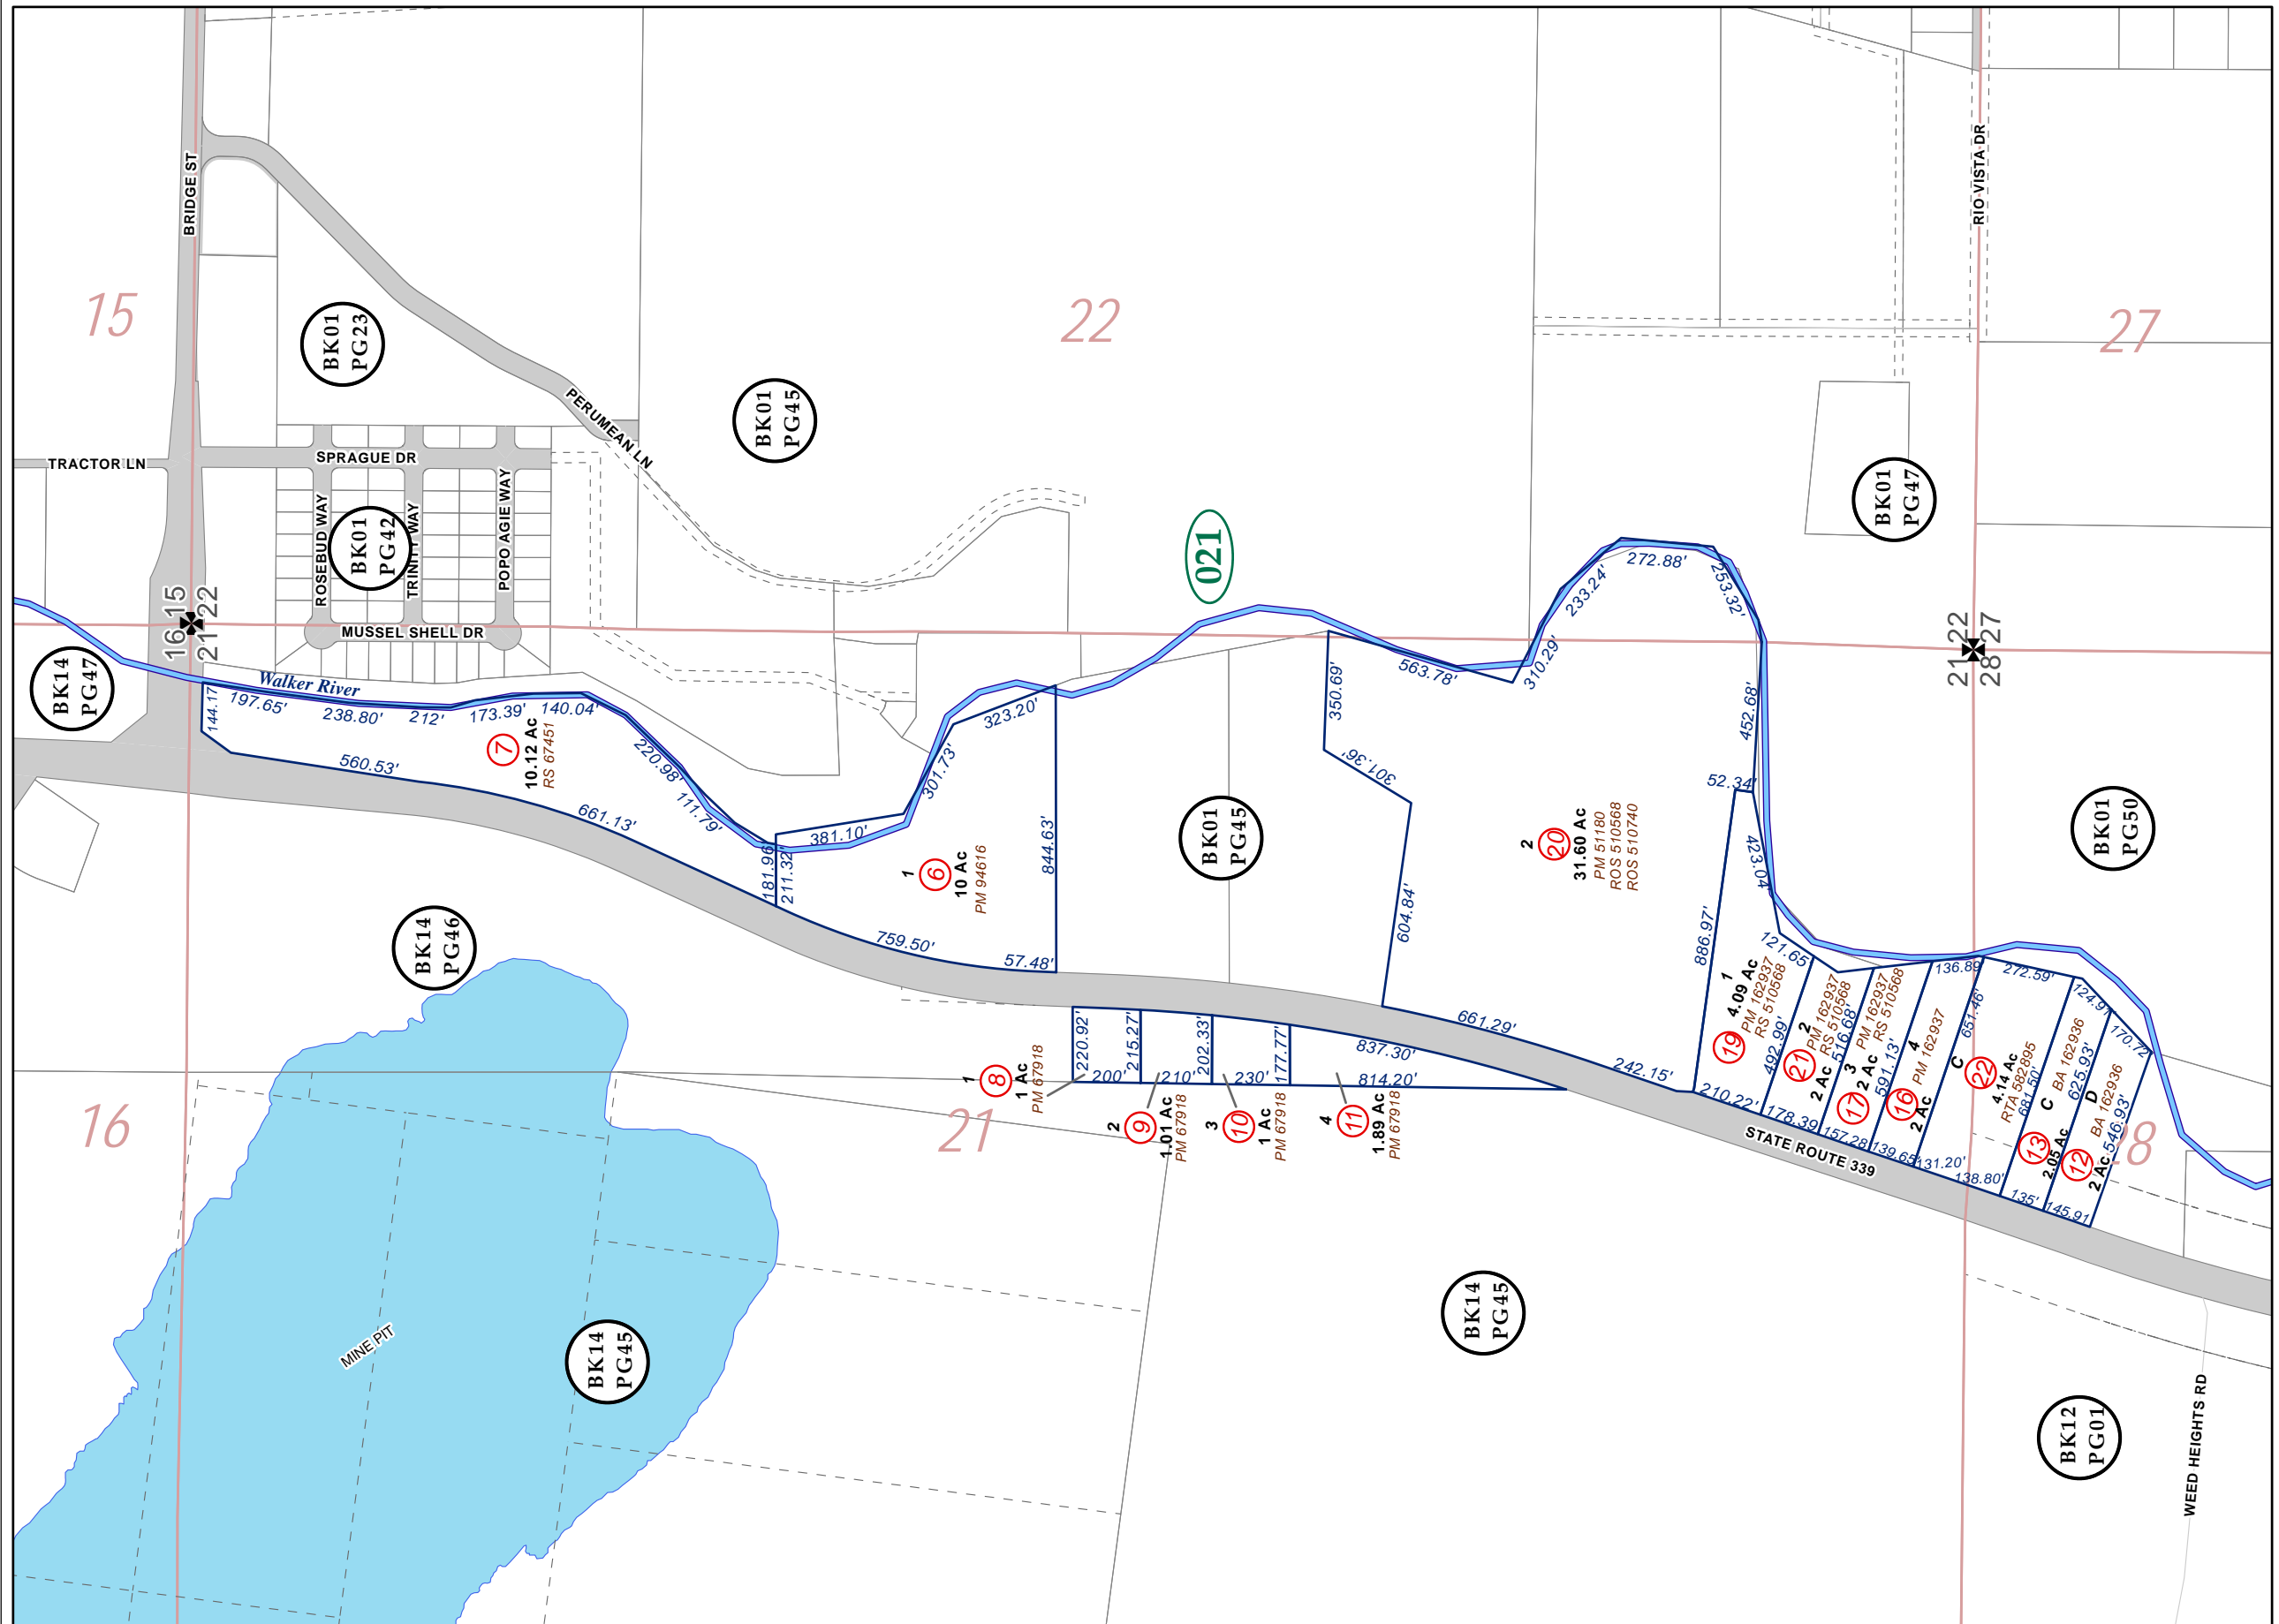 15
22
27
16
21
28
BRIDGE ST
RIO VISTA DR
TRACTOR LN
SPRAGUE DR
PERUMEAN LN
ROSEBUD WAY
TRINITY WAY
POPO AGIE WAY
MUSSEL SHELL DR
Walker River
STATE ROUTE 339
WEED HEIGHTS RD
MINE PIT
021
BK01
PG23
BK01
PG45
BK01
PG42
BK01
PG47
BK14
PG47
BK01
PG45
BK01
PG50
BK14
PG46
BK14
PG45
BK14
PG45
BK12
PG01
16 15
21 22
21 22
28 27
144.17'
197.65'
238.80'
212'
173.39'
140.04'
220.98'
111.79'
560.53'
661.13'
181.96'
7
10.12 Ac
RS 67451
211.32'
381.10'
301.73'
323.20'
844.63'
759.50'
57.48'
1
6
10 Ac
PM 94616
350.69'
563.78'
310.29'
233.24'
272.88'
253.32'
452.68'
52.34'
301.36'
604.84'
886.97'
661.29'
242.15'
2
20
31.60 Ac
PM 51180
ROS 510568
ROS 510740
1
8
1 Ac
PM 67918
220.92'
200'
215.27'
2
9
1.01 Ac
PM 67918
210'
202.33'
3
10
1 Ac
PM 67918
230'
177.77'
4
11
1.89 Ac
PM 67918
837.30'
814.20'
423.04'
121.65'
1
19
4.09 Ac
PM 162937
RS 510568
210.22'
492.99'
2
21
2 Ac
PM 162937
RS 510568
178.39'
516.68'
3
17
2 Ac
PM 162937
RS 510568
157.28'
591.13'
4
16
2 Ac
PM 162937
136.89'
139.65'
651.46'
C
22
4.14 Ac
RTA 582895
272.59'
131.20'
138.80'
681.50'
C
13
2.05 Ac
BA 162936
124.91'
135'
625.93'
D
12
2 Ac
BA 162936
170.72'
145.91'
546.93'